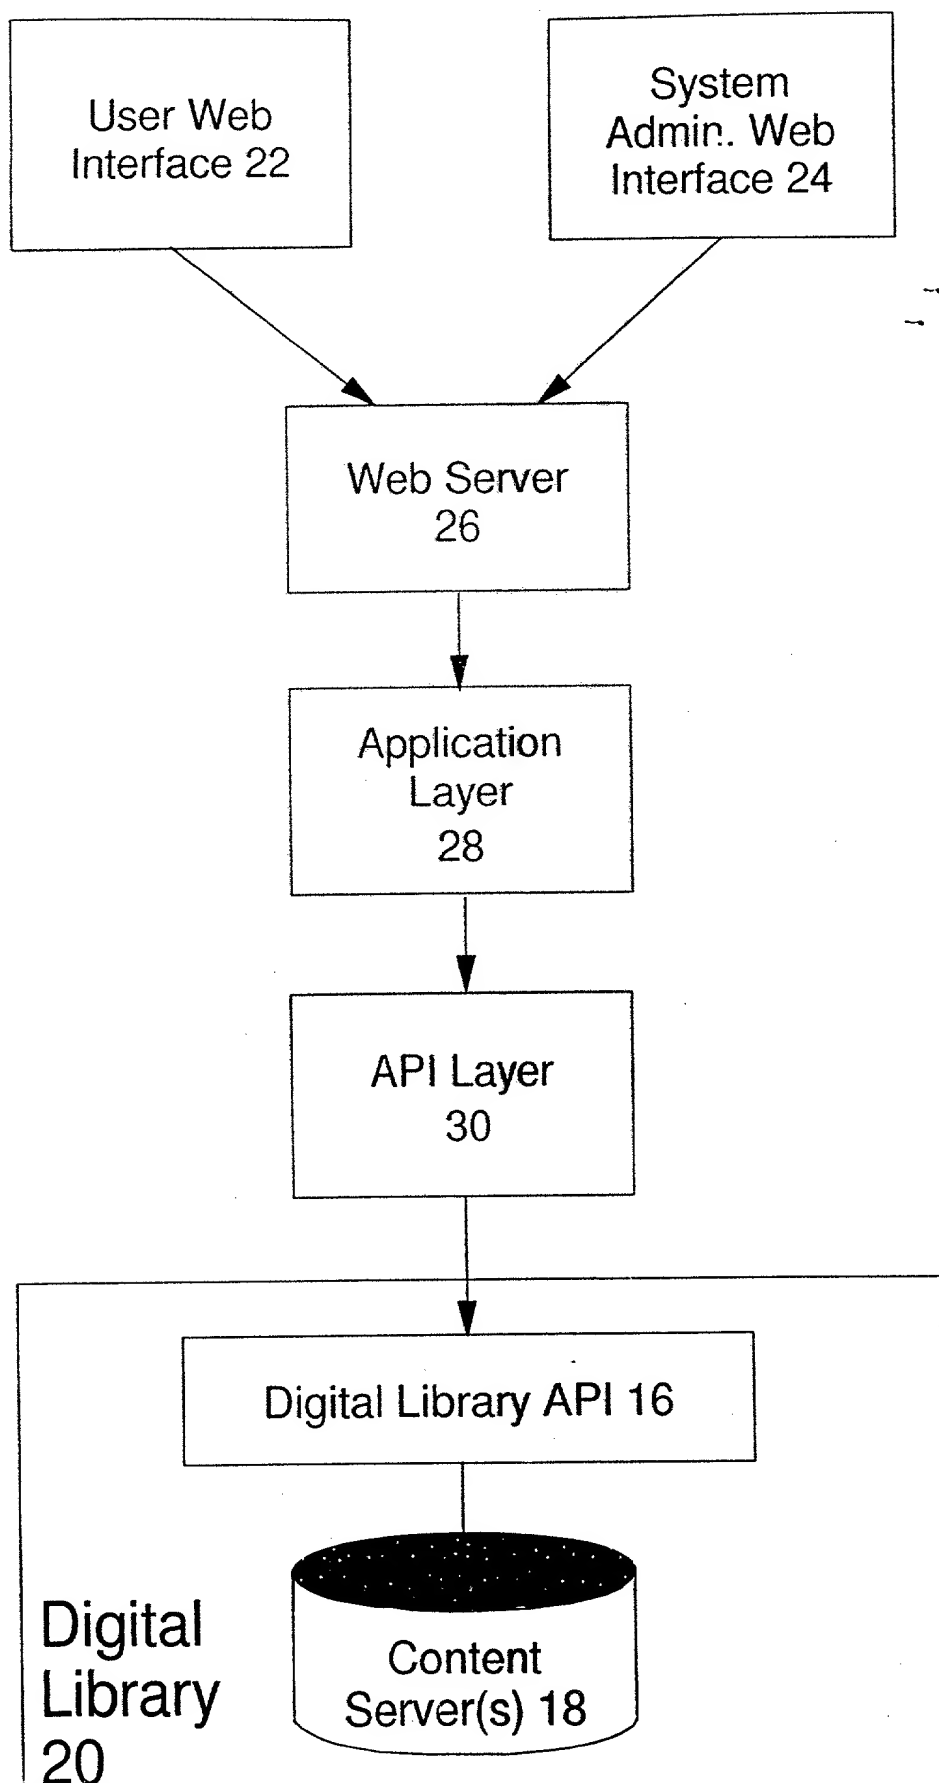 User Web
Interface 22
System
Admin. Web
Interface 24
Web Server
26
Application
Layer
28
API Layer
30
Digital Library API 16
Content
Server(s) 18
Digital
Library
20